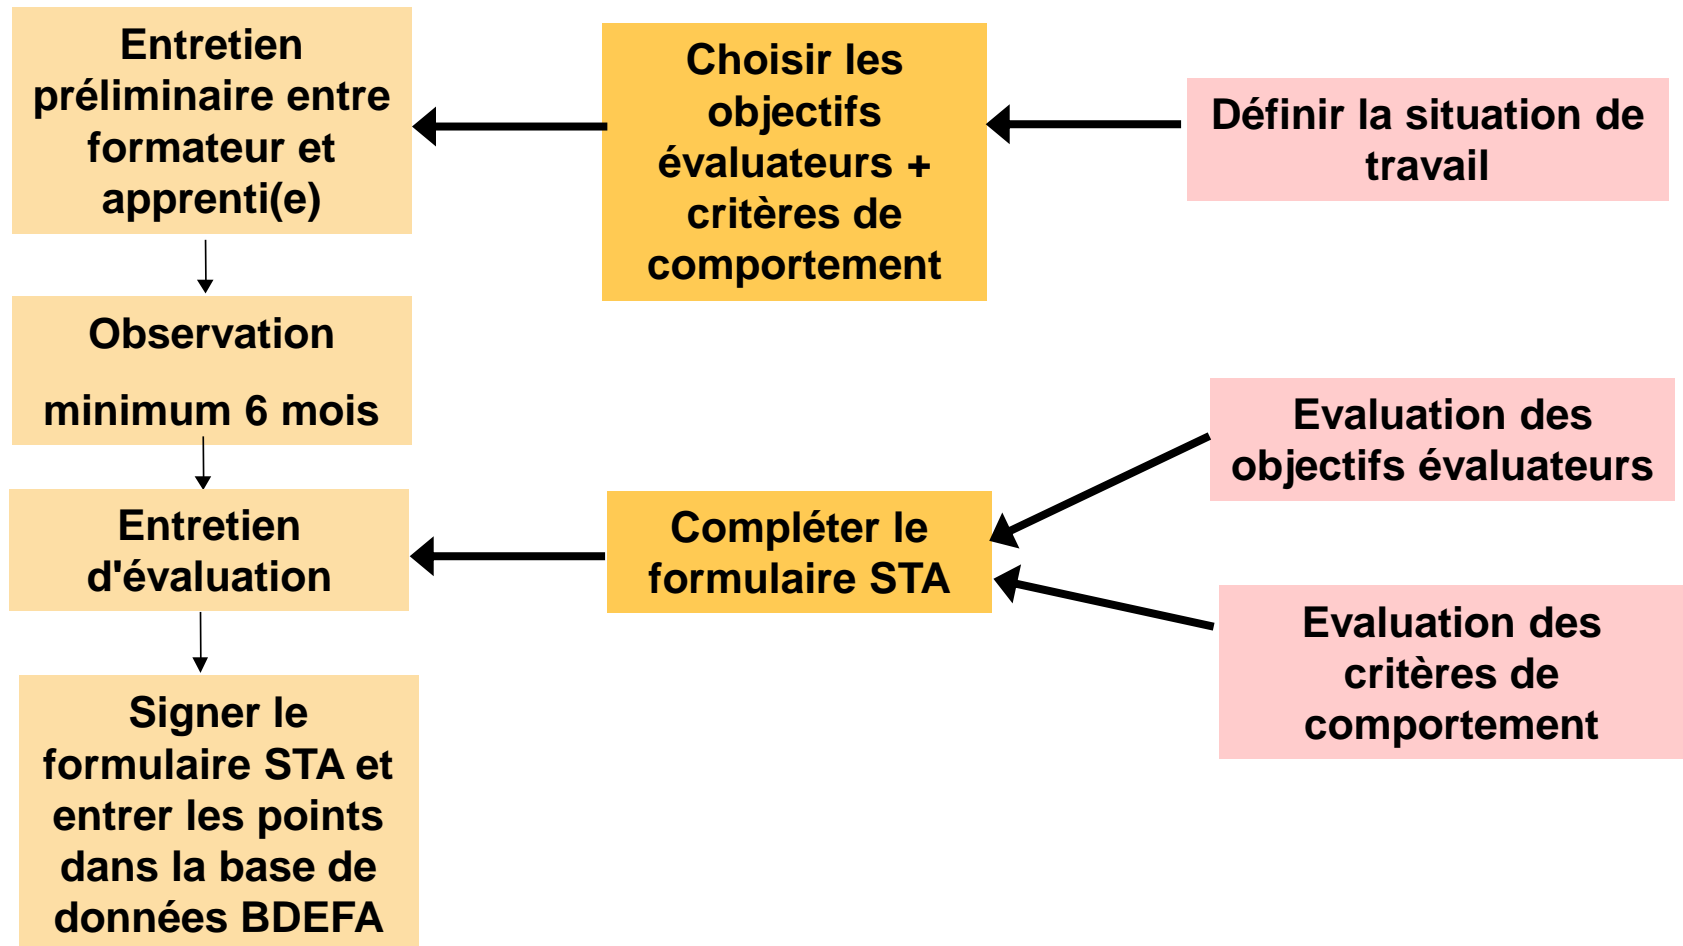 Entretien
préliminaire entre
formateur et
apprenti(e)
Choisir les
objectifs
évaluateurs +
critères de
comportement
Définir la situation de
travail
Observation
minimum 6 mois
Evaluation des
objectifs évaluateurs
Entretien
d'évaluation
Compléter le
formulaire STA
Evaluation des
critères de
comportement
Signer le
formulaire STA et
entrer les points
dans la base de
données BDEFA